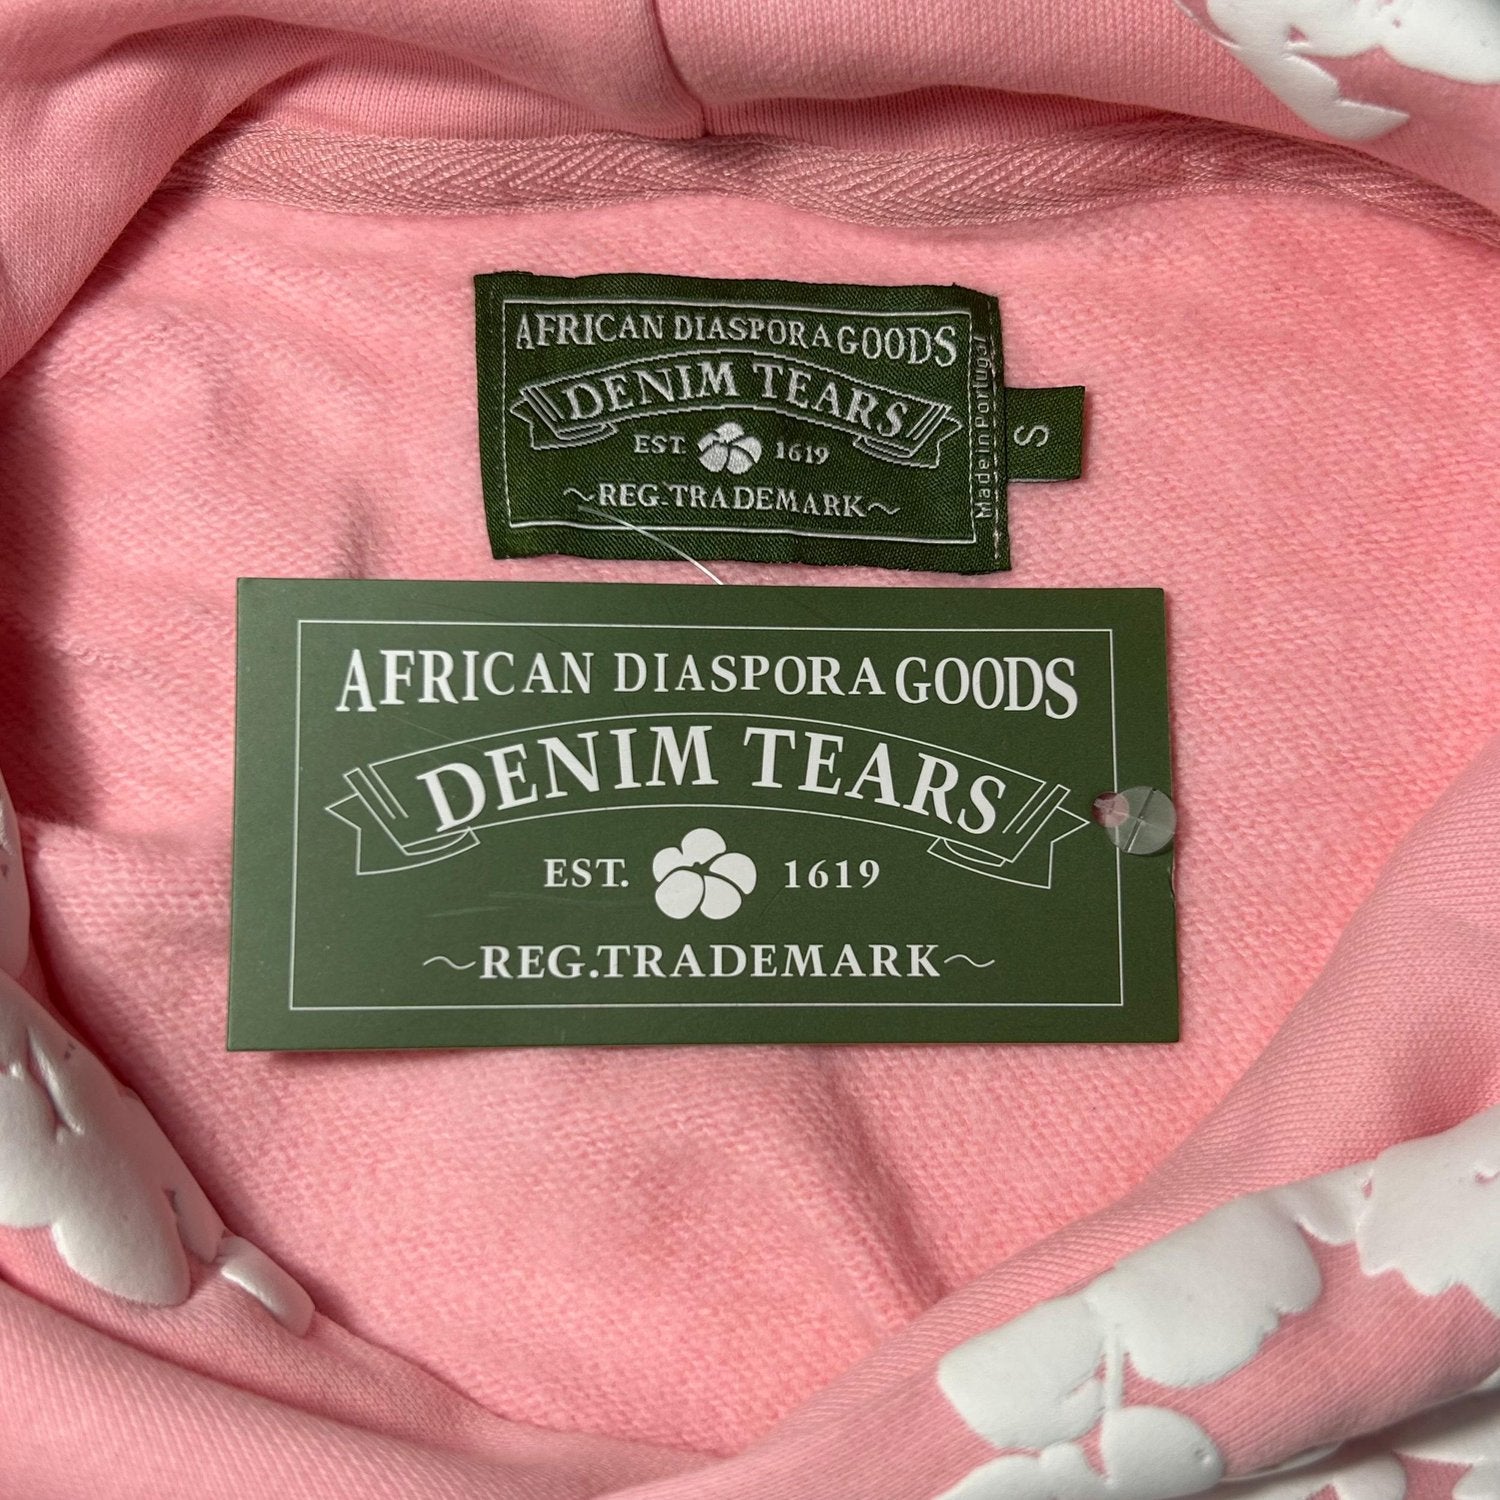 AFRICAN DIASPORA GOODS
DENIM TEARS
EST. 1619
~REG.TRADEMARK~
Made in Portugal
S
AFRICAN DIASPORA GOODS
DENIM TEARS
EST. 1619
~REG.TRADEMARK~